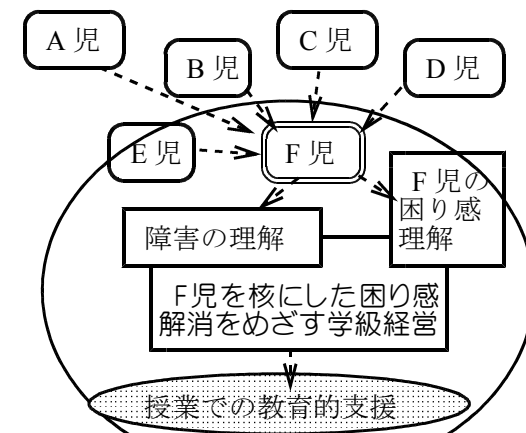 A 児
C 児
B 児
D 児
E 児
F 児
F 児の
困り感
理解
障害の理解
F児を核にした困り感
解消をめざす学級経営
授業での教育的支援